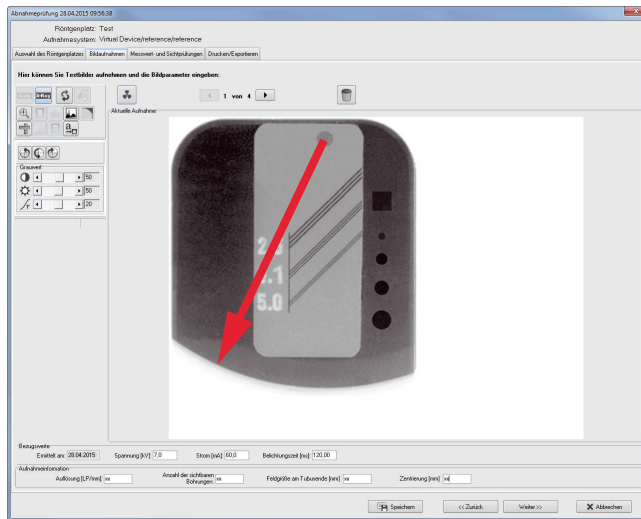 Abnahmeprüfung 28.04.2015 09:56:38
Röntgenplatz: Test
Aufnahmesystem: Virtual Device/reference/reference
Auswahl des Röntgenplatzes Bildaufnahmen Messwert- und Sichtprüfungen Drucken/Exportieren
Hier können Sie Testbilder aufnehmen und die Bildparameter eingeben:
X-Ray
1 von 4
Aktuelle Aufnahme
Grauwert
50
50
20
5.0
Bezugswerte
Ermittelt am: 28.04.2015 Spannung [kV]: 7,0 Strom [mA]: 60,0 Belichtungszeit [ms]: 120,00
Aufnahmeinformation
Auflösung [LP/mm]: xx Anzahl der sichtbaren Bohrungen: xx Feldgröße am Tubusende [mm]: xx Zentrierung [mm]: xx
Speichern << Zurück Weiter >> Abbrechen